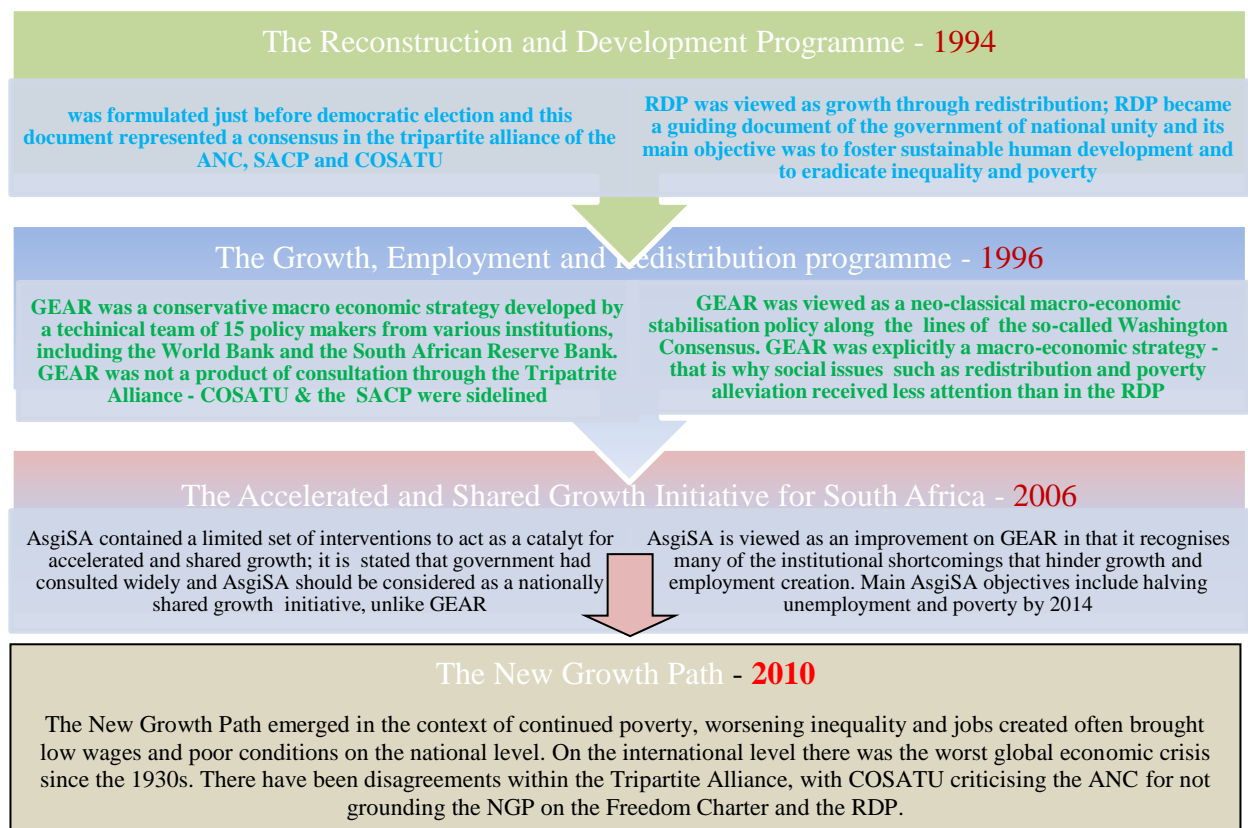 The Reconstruction and Development Programme - 1994
was formulated just before democratic election and this
document represented a consensus in the tripartite alliance of the
ANC, SACP and COSATU
RDP was viewed as growth through redistribution; RDP became
a guiding document of the government of national unity and its
main objective was to foster sustainable human development and
to eradicate inequality and poverty
The Growth, Employment and Redistribution programme - 1996
GEAR was a conservative macro economic strategy developed by
a techinical team of 15 policy makers from various institutions,
including the World Bank and the South African Reserve Bank.
GEAR was not a product of consultation through the Tripatrite
Alliance - COSATU & the SACP were sidelined
GEAR was viewed as a neo-classical macro-economic
stabilisation policy along the lines of the so-called Washington
Consensus. GEAR was explicitly a macro-economic strategy -
that is why social issues such as redistribution and poverty
alleviation received less attention than in the RDP
The Accelerated and Shared Growth Initiative for South Africa - 2006
AsgiSA contained a limited set of interventions to act as a catalyt for
accelerated and shared growth; it is stated that government had
consulted widely and AsgiSA should be considered as a nationally
shared growth initiative, unlike GEAR
AsgiSA is viewed as an improvement on GEAR in that it recognises
many of the institutional shortcomings that hinder growth and
employment creation. Main AsgiSA objectives include halving
unemployment and poverty by 2014
The New Growth Path - 2010
The New Growth Path emerged in the context of continued poverty, worsening inequality and jobs created often brought
low wages and poor conditions on the national level. On the international level there was the worst global economic crisis
since the 1930s. There have been disagreements within the Tripartite Alliance, with COSATU criticising the ANC for not
grounding the NGP on the Freedom Charter and the RDP.